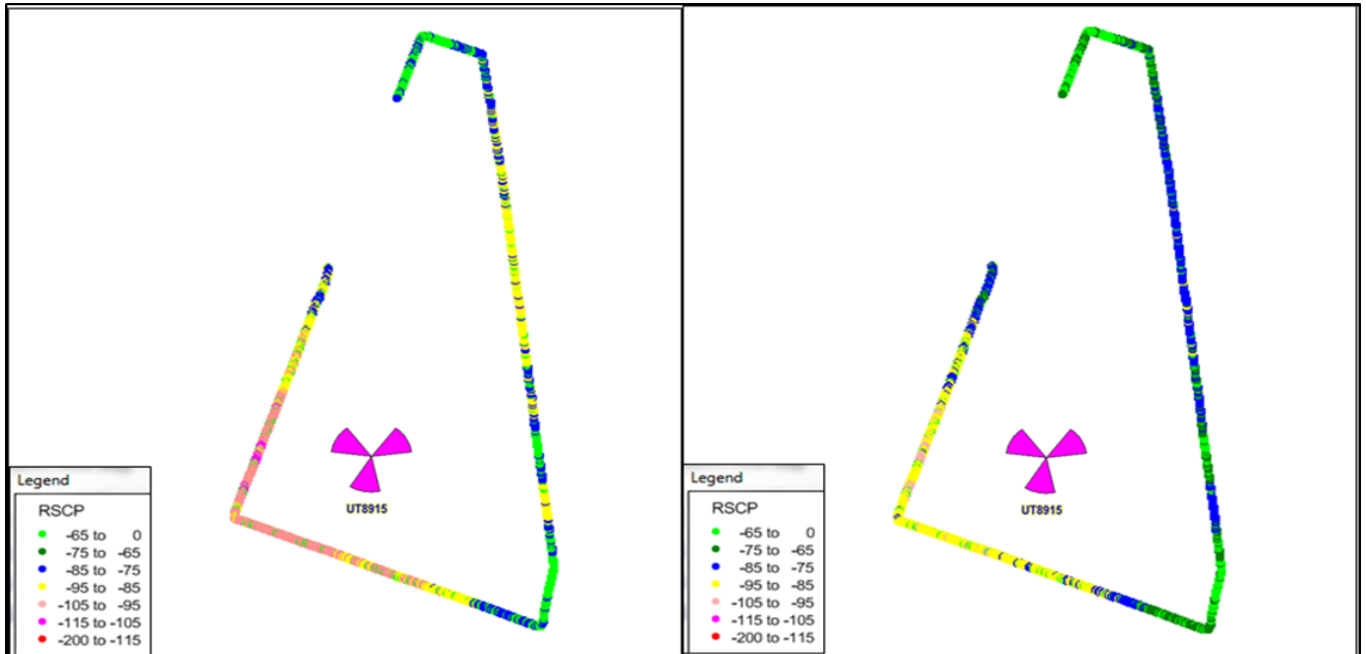 UT8915
Legend
RSCP
-65 to 0
-75 to -65
-85 to -75
-95 to -85
-105 to -95
-115 to -105
-200 to -115
UT8915
Legend
RSCP
-65 to 0
-75 to -65
-85 to -75
-95 to -85
-105 to -95
-115 to -105
-200 to -115